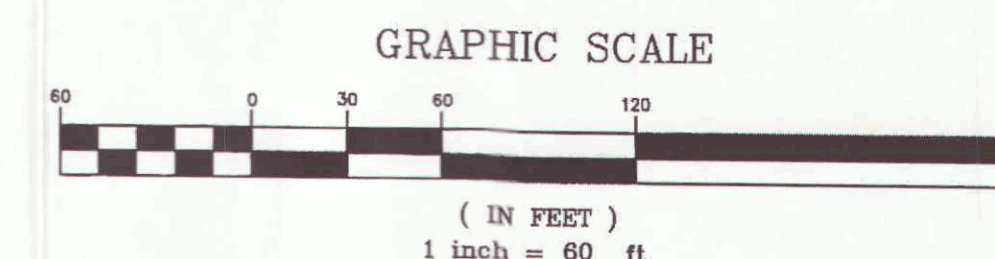 GRAPHIC SCALE
60 0 30 60 120
( IN FEET )
1 inch = 60 ft